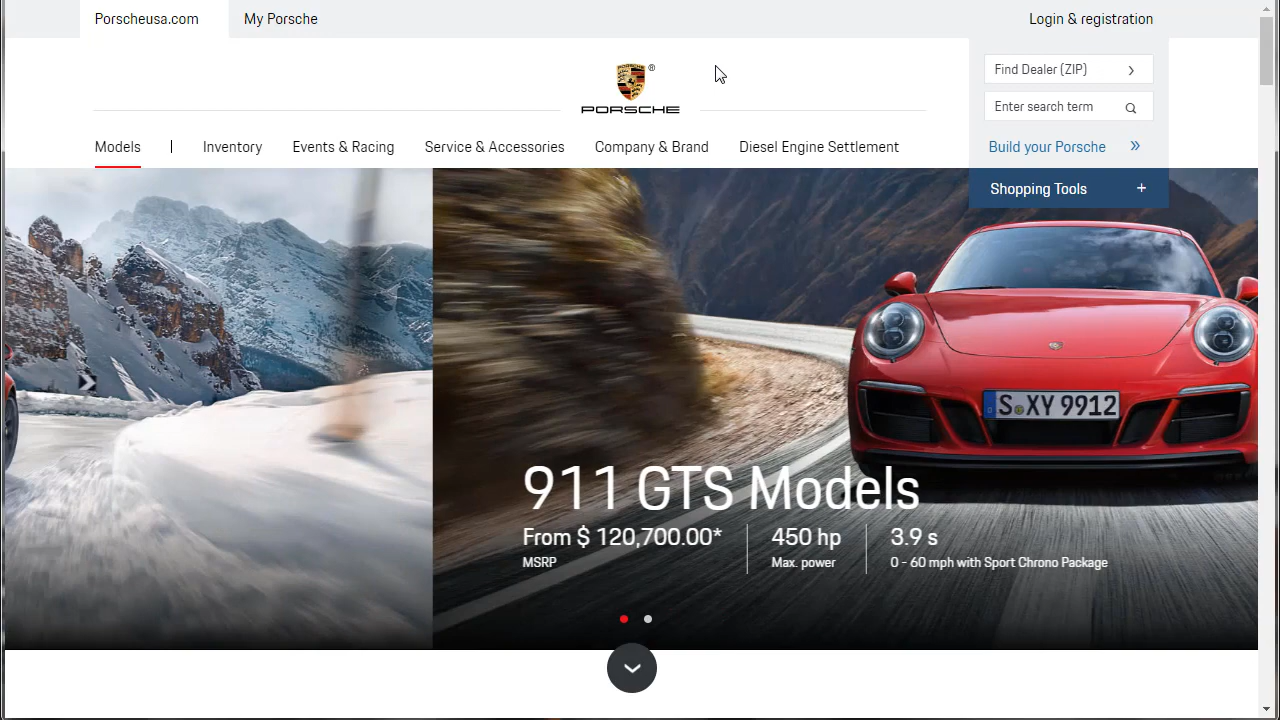 Porscheusa.com
My Porsche
Login & registration
Find Dealer (ZIP)
PORSCHE
®
PORSCHE
Enter search term
Models
Inventory
Events & Racing
Service & Accessories
Company & Brand
Diesel Engine Settlement
Build your Porsche
Shopping Tools
S XY 9912
911 GTS Models
From $ 120,700.00*
MSRP
450 hp
Max. power
3.9 s
0 - 60 mph with Sport Chrono Package